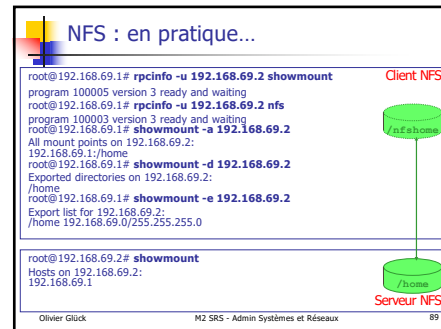 NFS : en pratique…
root@192.168.69.1# rpcinfo -u 192.168.69.2 showmount
program 100005 version 3 ready and waiting
root@192.168.69.1# rpcinfo -u 192.168.69.2 nfs
program 100003 version 3 ready and waiting
root@192.168.69.1# showmount -a 192.168.69.2
All mount points on 192.168.69.2:
192.168.69.1:/home
root@192.168.69.1# showmount -d 192.168.69.2
Exported directories on 192.168.69.2:
/home
root@192.168.69.1# showmount -e 192.168.69.2
Export list for 192.168.69.2:
/home 192.168.69.0/255.255.255.0
Client NFS
/nfshome
root@192.168.69.2# showmount
Hosts on 192.168.69.2:
192.168.69.1
/home
Serveur NFS
Olivier Glück M2 SRS - Admin Systèmes et Réseaux 89